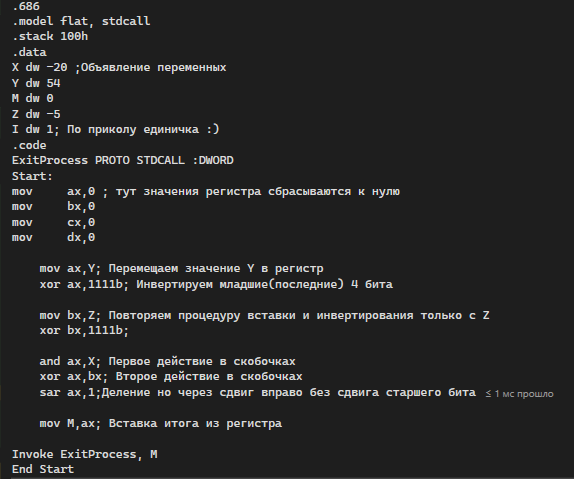 .686
.model flat, stdcall
.stack 100h
.data
X dw -20 ;Объявление переменных
Y dw 54
M dw 0
Z dw -5
I dw 1; По приколу единичка :)
.code
ExitProcess PROTO STDCALL :DWORD
Start:
mov     ax,0 ; тут значения регистра сбрасываются к нулю
mov     bx,0
mov     cx,0
mov     dx,0
    mov ax,Y; Перемещаем значение Y в регистр
    xor ax,1111b; Инвертируем младшие(последние) 4 бита
    mov bx,Z; Повторяем процедуру вставки и инвертирования только с Z
    xor bx,1111b;
    and ax,X; Первое действие в скобочках
    xor ax,bx; Второе действие в скобочках
    sar ax,1;Деление но через сдвиг вправо без сдвига старшего бита ≤ 1 мс прошло
    mov M,ax; Вставка итога из регистра
Invoke ExitProcess, M
End Start